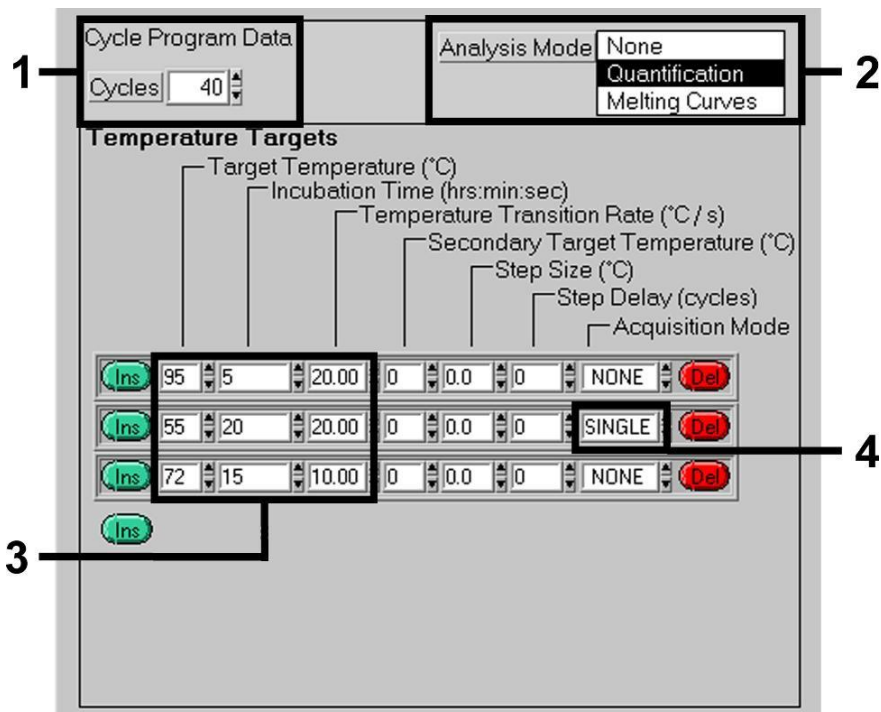 Cycle Program Data
Cycles 40
Analysis Mode None
Quantification
Melting Curves
1
2
Temperature Targets
Target Temperature (°C)
Incubation Time (hrs:min:sec)
Temperature Transition Rate (°C / s)
Secondary Target Temperature (°C)
Step Size (°C)
Step Delay (cycles)
Acquisition Mode
Ins 95 5 20.00 0 0.0 0 NONE Del
Ins 55 20 20.00 0 0.0 0 SINGLE Del
4
Ins 72 15 10.00 0 0.0 0 NONE Del
Ins
3